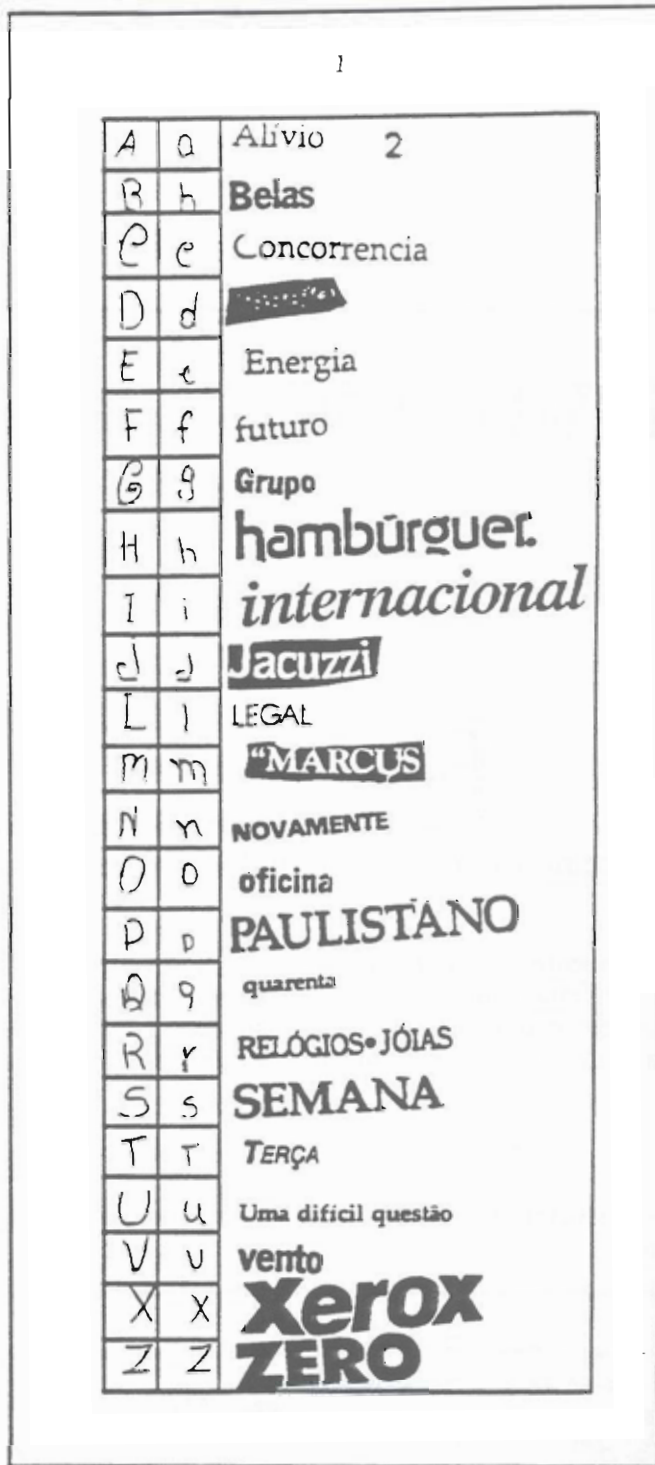 1
A a Alívio 2
B b Belas
C c Concorrencia
D d
E e Energia
F f futuro
G g Grupo
H h hambúrguer.
I i internacional
J J Jacuzzi
L l LEGAL
M m "MARCUS
N n NOVAMENTE
O o oficina
P p PAULISTANO
Q q quarenta
R r RELÓGIOS•JÓIAS
S s SEMANA
T T TERÇA
U u Uma difícil questão
V v vento
X x Xerox
Z z ZERO